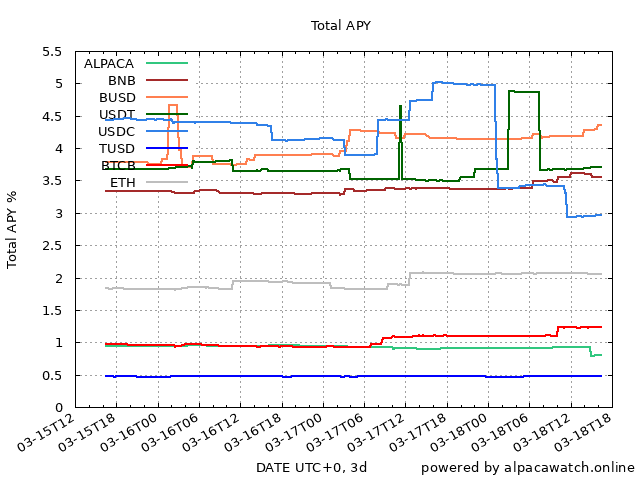 Total APY
5.5
5
4.5
4
3.5
3
2.5
2
1.5
1
0.5
0
Total APY %
ALPACA
BNB
BUSD
USDT
USDC
TUSD
BTCB
ETH
03-15T12
03-15T18
03-16T00
03-16T06
03-16T12
03-16T18
03-17T00
03-17T06
03-17T12
03-17T18
03-18T00
03-18T06
03-18T12
03-18T18
DATE UTC+0, 3d
powered by alpacawatch.online